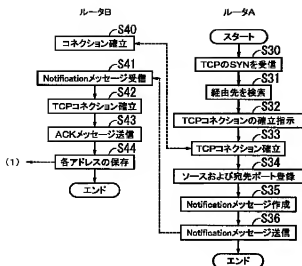 ルータB
S40
コネクション確立
S41
Notificationメッセージ受信
S42
TCPコネクション確立
S43
ACKメッセージ送信
S44
(1)
各アドレスの保存
エンド
ルータA
スタート
S30
TCPのSYNを受信
S31
経由先を検索
S32
TCPコネクションの確立指示
S33
TCPコネクション確立
S34
ソースおよび宛先ポート登録
S35
Notificationメッセージ作成
S36
Notificationメッセージ送信
エンド